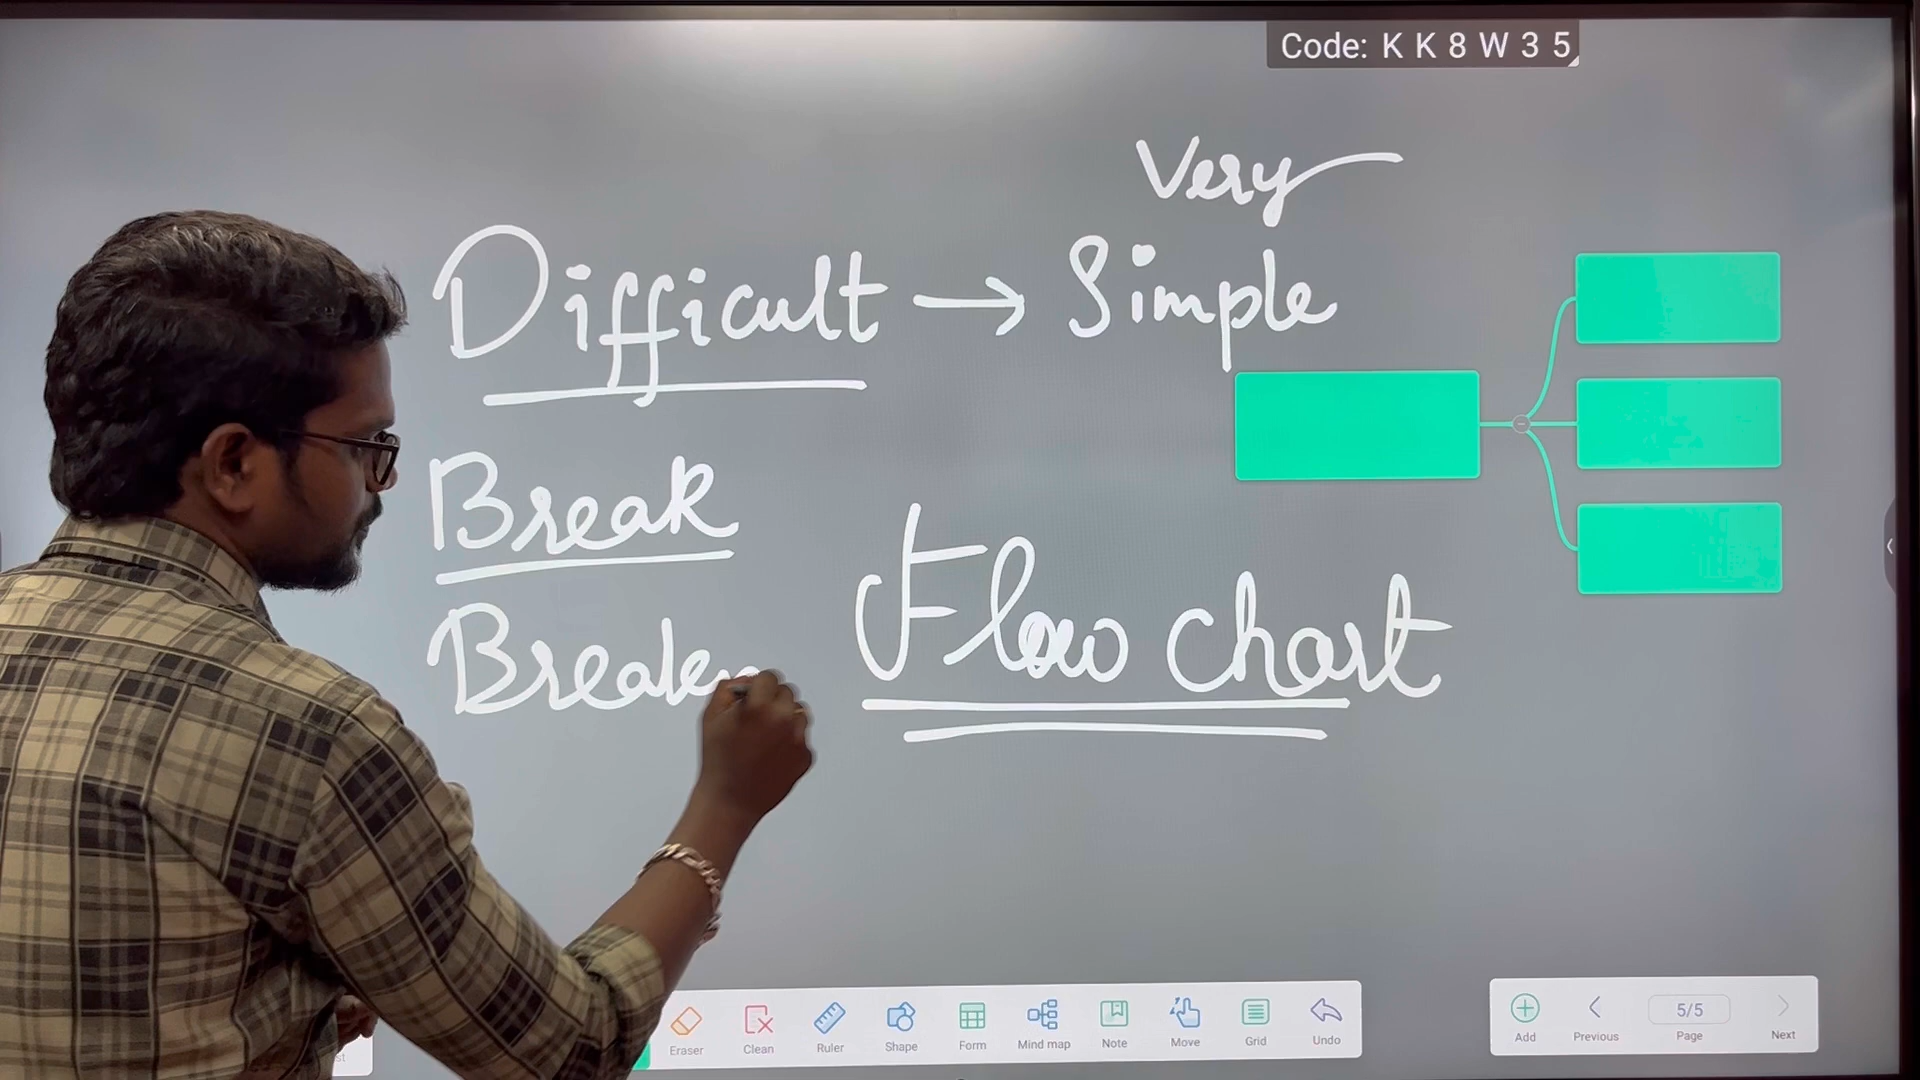 Code: K K 8 W 3 5
Very
Difficult → Simple
Break
Flow chart
Eraser Clean Ruler Shape Form Mind map Note Move Grid Undo
Add Previous 5/5 Page Next